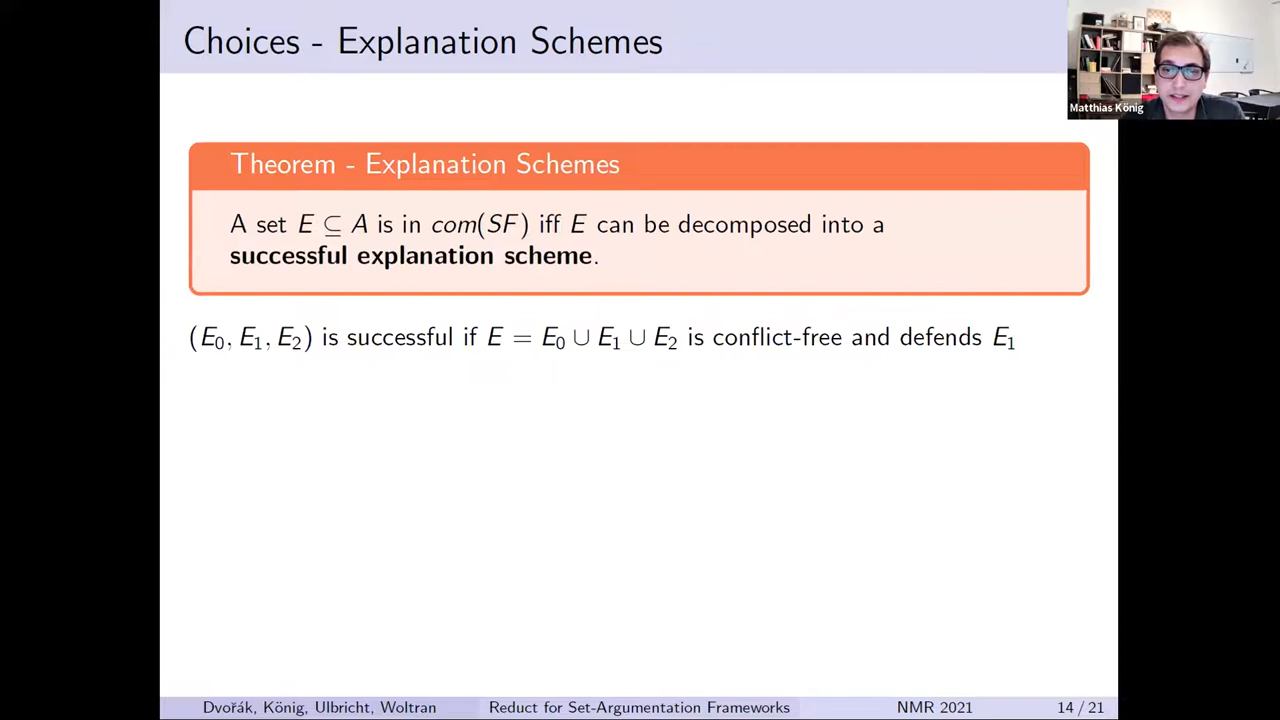 Choices - Explanation Schemes
Matthias König
Theorem - Explanation Schemes
A set E ⊆ A is in com(SF) iff E can be decomposed into a
successful explanation scheme.
(E₀, E₁, E₂) is successful if E = E₀ ∪ E₁ ∪ E₂ is conflict-free and defends E₁
Dvořák, König, Ulbricht, Woltran
Reduct for Set-Argumentation Frameworks
NMR 2021
14 / 21